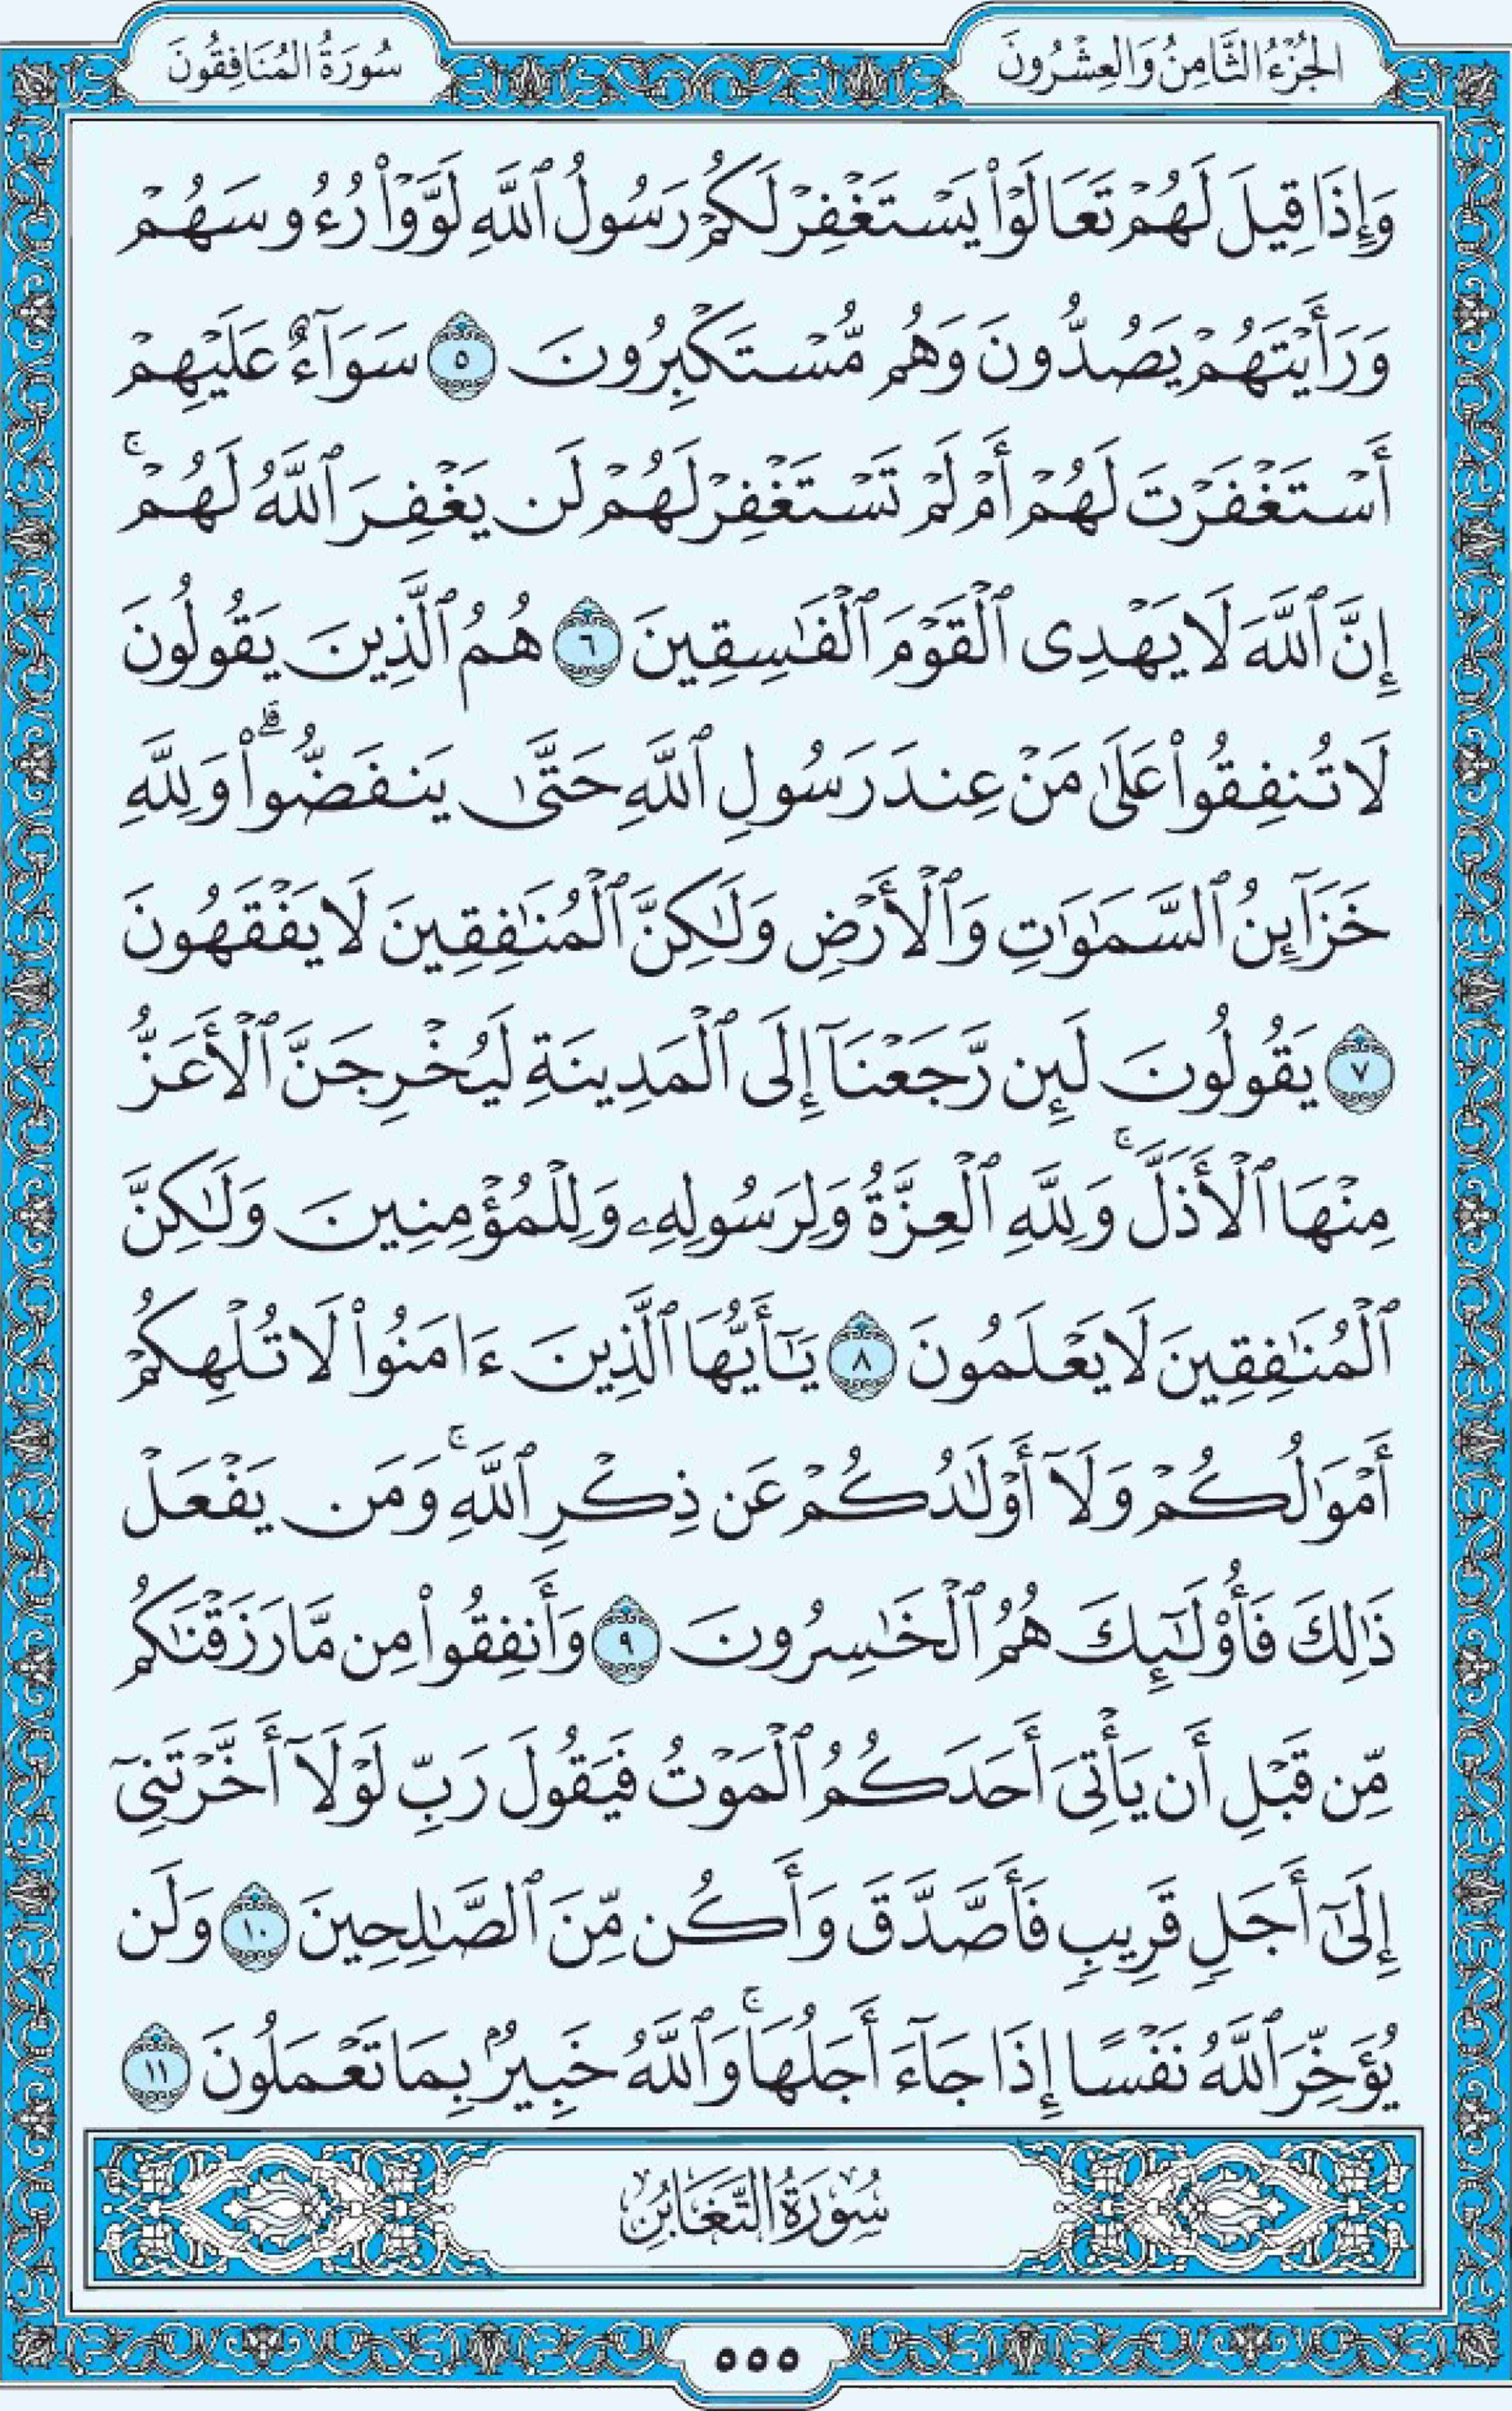 الجُزْءُ الثَّامِنُ وَالعِشْرُونَ
سُورَةُ المُنَافِقُونَ
وَإِذَا قِيلَ لَهُمْ تَعَالَوْا۟ يَسْتَغْفِرْ لَكُمْ رَسُولُ ٱللَّهِ لَوَّوْا۟ رُءُوسَهُمْ
وَرَأَيْتَهُمْ يَصُدُّونَ وَهُم مُّسْتَكْبِرُونَ ٥ سَوَآءٌ عَلَيْهِمْ
أَسْتَغْفَرْتَ لَهُمْ أَمْ لَمْ تَسْتَغْفِرْ لَهُمْ لَن يَغْفِرَ ٱللَّهُ لَهُمْ ۚ
إِنَّ ٱللَّهَ لَا يَهْدِى ٱلْقَوْمَ ٱلْفَـٰسِقِينَ ٦ هُمُ ٱلَّذِينَ يَقُولُونَ
لَا تُنفِقُوا۟ عَلَىٰ مَنْ عِندَ رَسُولِ ٱللَّهِ حَتَّىٰ يَنفَضُّوا۟ ۗ وَلِلَّهِ
خَزَآئِنُ ٱلسَّمَـٰوَٰتِ وَٱلْأَرْضِ وَلَـٰكِنَّ ٱلْمُنَـٰفِقِينَ لَا يَفْقَهُونَ
٧ يَقُولُونَ لَئِن رَّجَعْنَآ إِلَى ٱلْمَدِينَةِ لَيُخْرِجَنَّ ٱلْأَعَزُّ
مِنْهَا ٱلْأَذَلَّ ۚ وَلِلَّهِ ٱلْعِزَّةُ وَلِرَسُولِهِۦ وَلِلْمُؤْمِنِينَ وَلَـٰكِنَّ
ٱلْمُنَـٰفِقِينَ لَا يَعْلَمُونَ ٨ يَـٰٓأَيُّهَا ٱلَّذِينَ ءَامَنُوا۟ لَا تُلْهِكُمْ
أَمْوَٰلُكُمْ وَلَآ أَوْلَـٰدُكُمْ عَن ذِكْرِ ٱللَّهِ ۚ وَمَن يَفْعَلْ
ذَٰلِكَ فَأُو۟لَـٰٓئِكَ هُمُ ٱلْخَـٰسِرُونَ ٩ وَأَنفِقُوا۟ مِن مَّا رَزَقْنَـٰكُم
مِّن قَبْلِ أَن يَأْتِىَ أَحَدَكُمُ ٱلْمَوْتُ فَيَقُولَ رَبِّ لَوْلَآ أَخَّرْتَنِىٓ
إِلَىٰٓ أَجَلٍ قَرِيبٍ فَأَصَّدَّقَ وَأَكُن مِّنَ ٱلصَّـٰلِحِينَ ١٠ وَلَن
يُؤَخِّرَ ٱللَّهُ نَفْسًا إِذَا جَآءَ أَجَلُهَا ۚ وَٱللَّهُ خَبِيرٌۢ بِمَا تَعْمَلُونَ ١١
سُورَةُ التَّغَابُنِ
٥٥٥